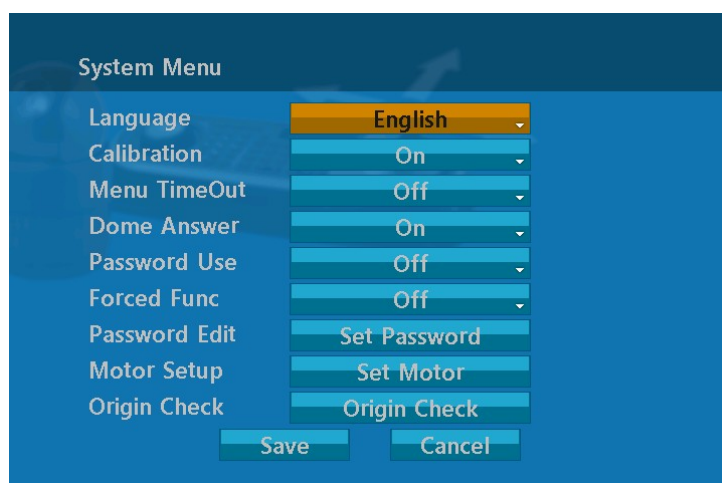 System Menu
Language English
Calibration On
Menu TimeOut Off
Dome Answer On
Password Use Off
Forced Func Off
Password Edit Set Password
Motor Setup Set Motor
Origin Check Origin Check
Save Cancel